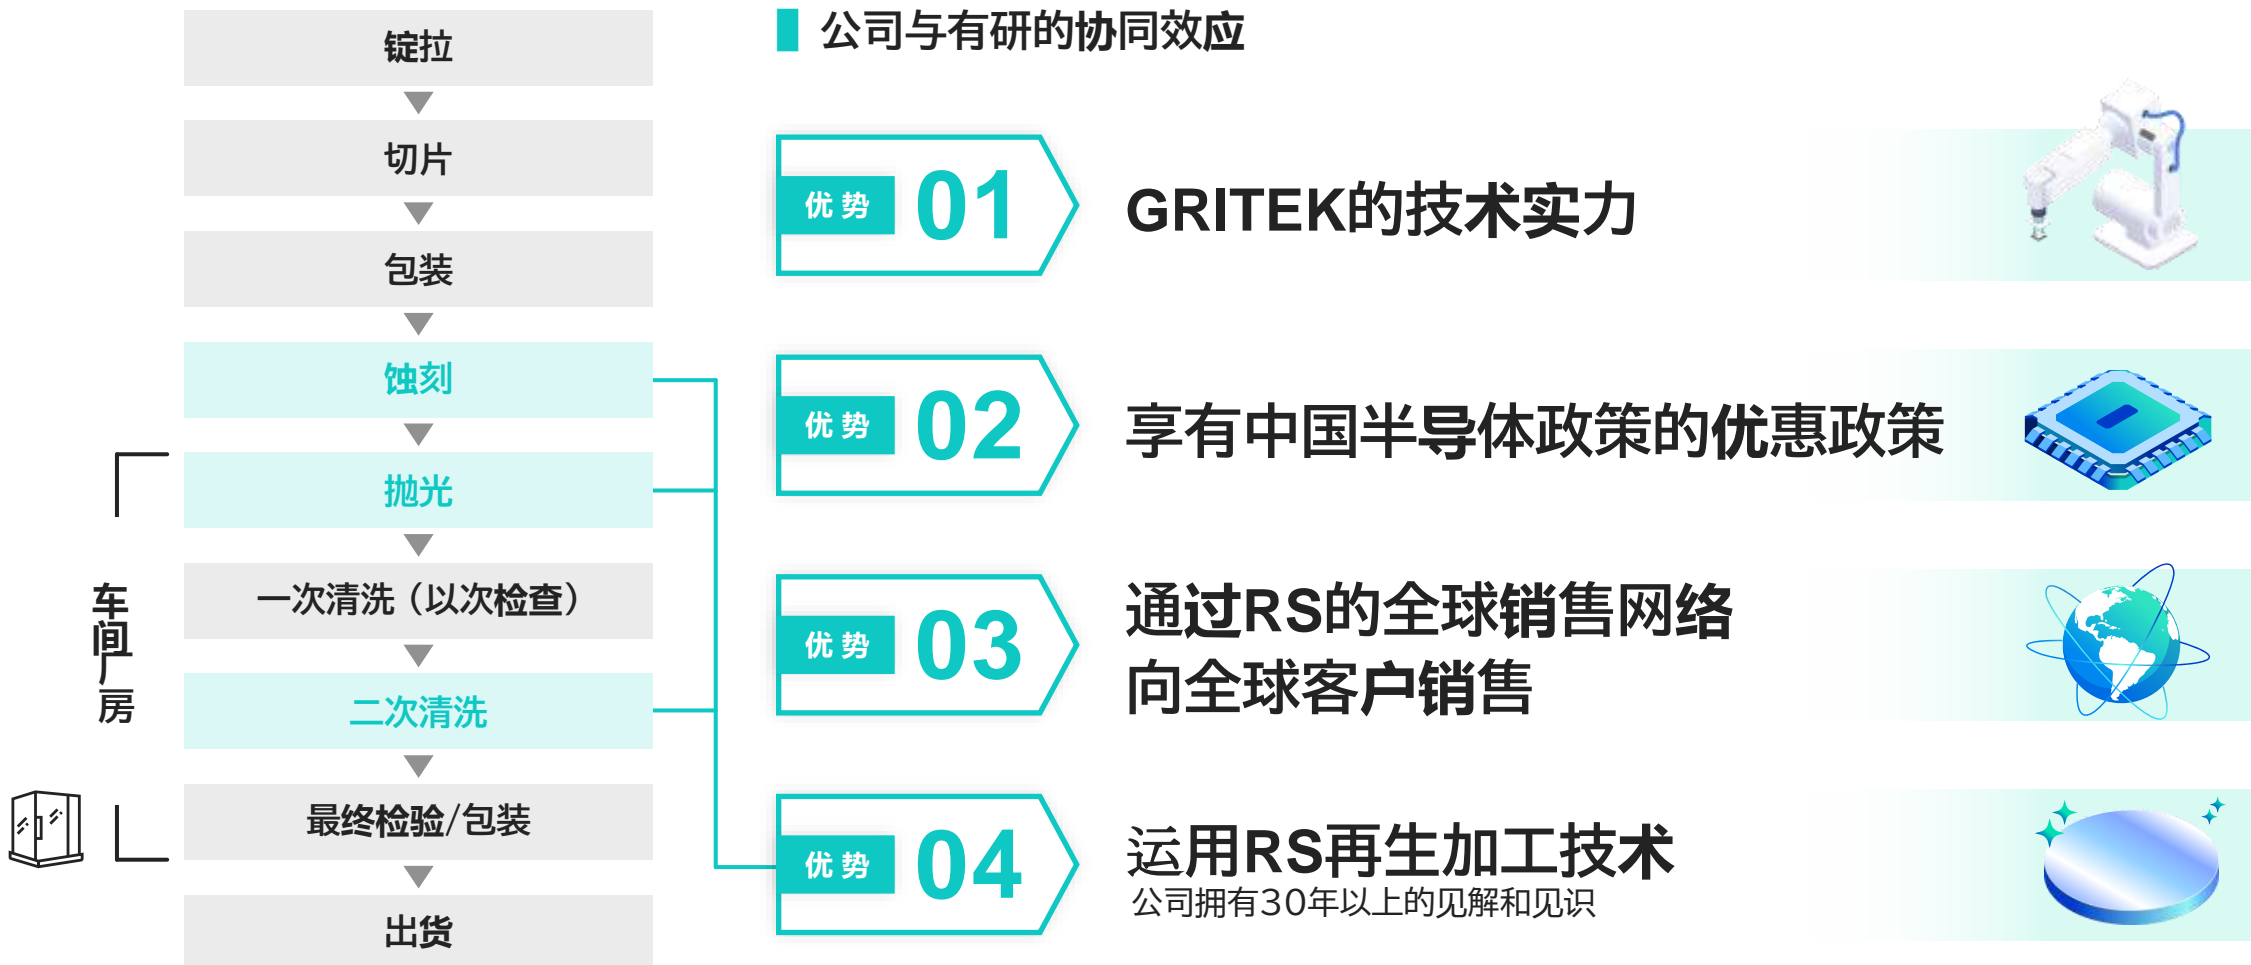 锭拉
切片
包装
蚀刻
抛光
一次清洗（以次检查）
二次清洗
最终检验/包装
出货
车间厂房
公司与有研的协同效应
优势 01
GRITEK的技术实力
优势 02
享有中国半导体政策的优惠政策
优势 03
通过RS的全球销售网络
向全球客户销售
优势 04
运用RS再生加工技术
公司拥有30年以上的见解和见识